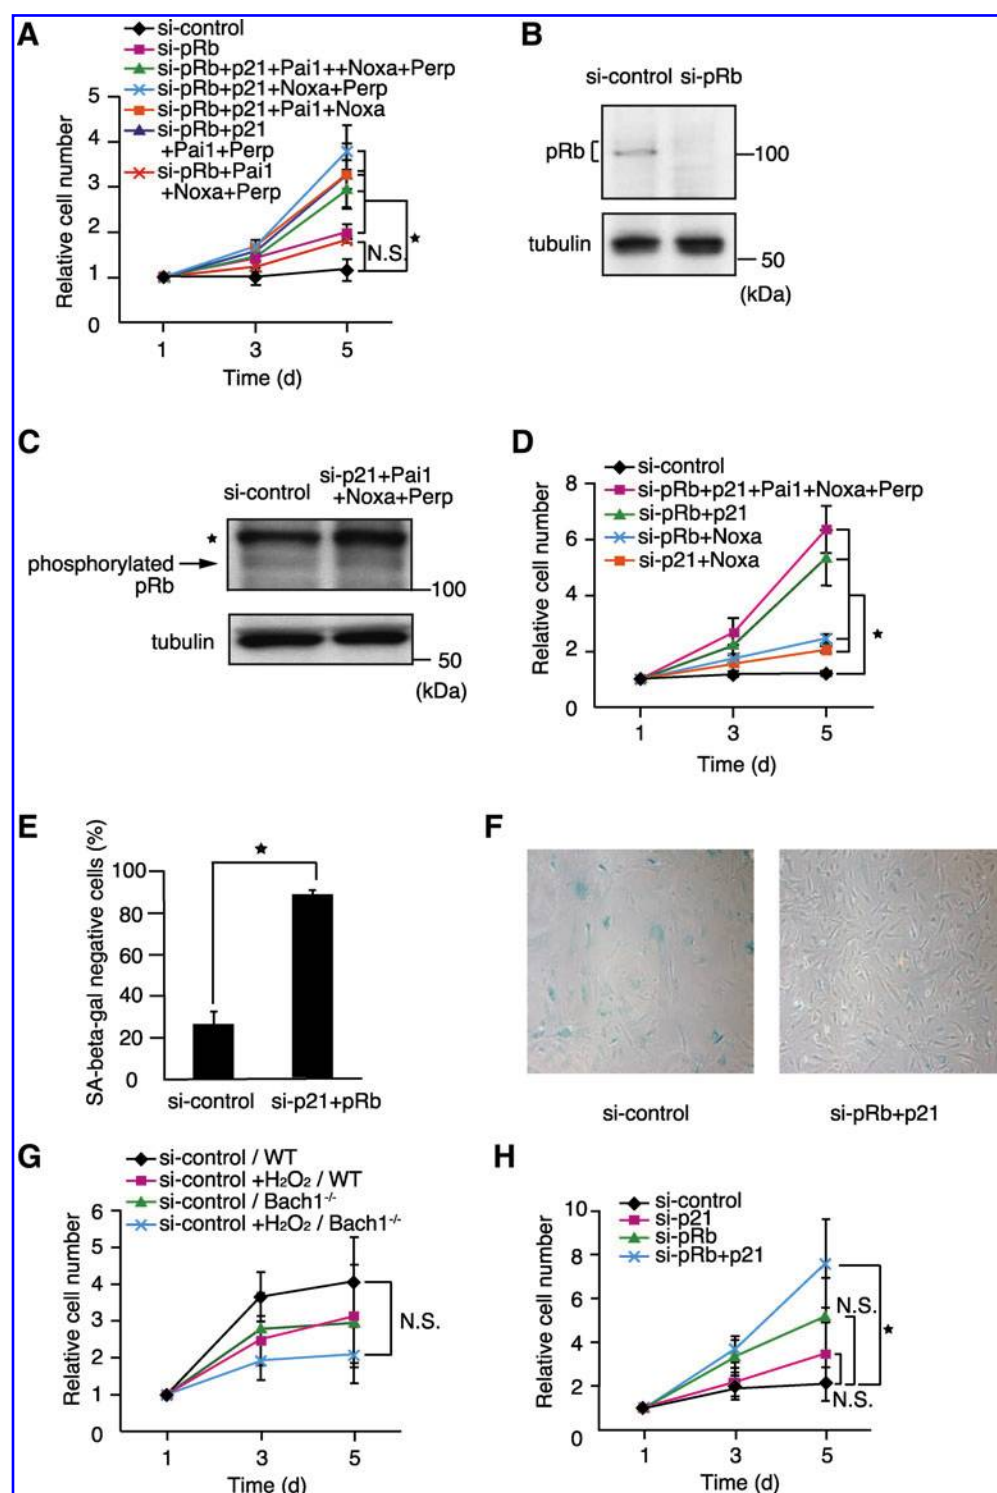 A
si-control
si-pRb
si-pRb+p21+Pai1++Noxa+Perp
si-pRb+p21+Noxa+Perp
si-pRb+p21+Pai1+Noxa
si-pRb+p21
+Pai1+Perp
si-pRb+Pai1
+Noxa+Perp
Relative cell number
5
4
3
2
1
0
★
N.S.
1 3 5
Time (d)
B
si-control si-pRb
pRb
100
tubulin
50
(kDa)
C
si-control
si-p21+Pai1
+Noxa+Perp
★
phosphorylated
pRb
100
tubulin
50
(kDa)
D
si-control
si-pRb+p21+Pai1+Noxa+Perp
si-pRb+p21
si-pRb+Noxa
si-p21+Noxa
Relative cell number
8
6
4
2
0
★
1 3 5
Time (d)
E
SA-beta-gal negative cells (%)
100
80
60
40
20
0
★
si-control si-p21+pRb
F
si-control si-pRb+p21
G
si-control / WT
si-control +H₂O₂ / WT
si-control / Bach1⁻/⁻
si-control +H₂O₂ / Bach1⁻/⁻
Relative cell number
6
5
4
3
2
1
0
N.S.
1 3 5
Time (d)
H
si-control
si-p21
si-pRb
si-pRb+p21
Relative cell number
10
8
6
4
2
0
N.S.
★
N.S.
1 3 5
Time (d)